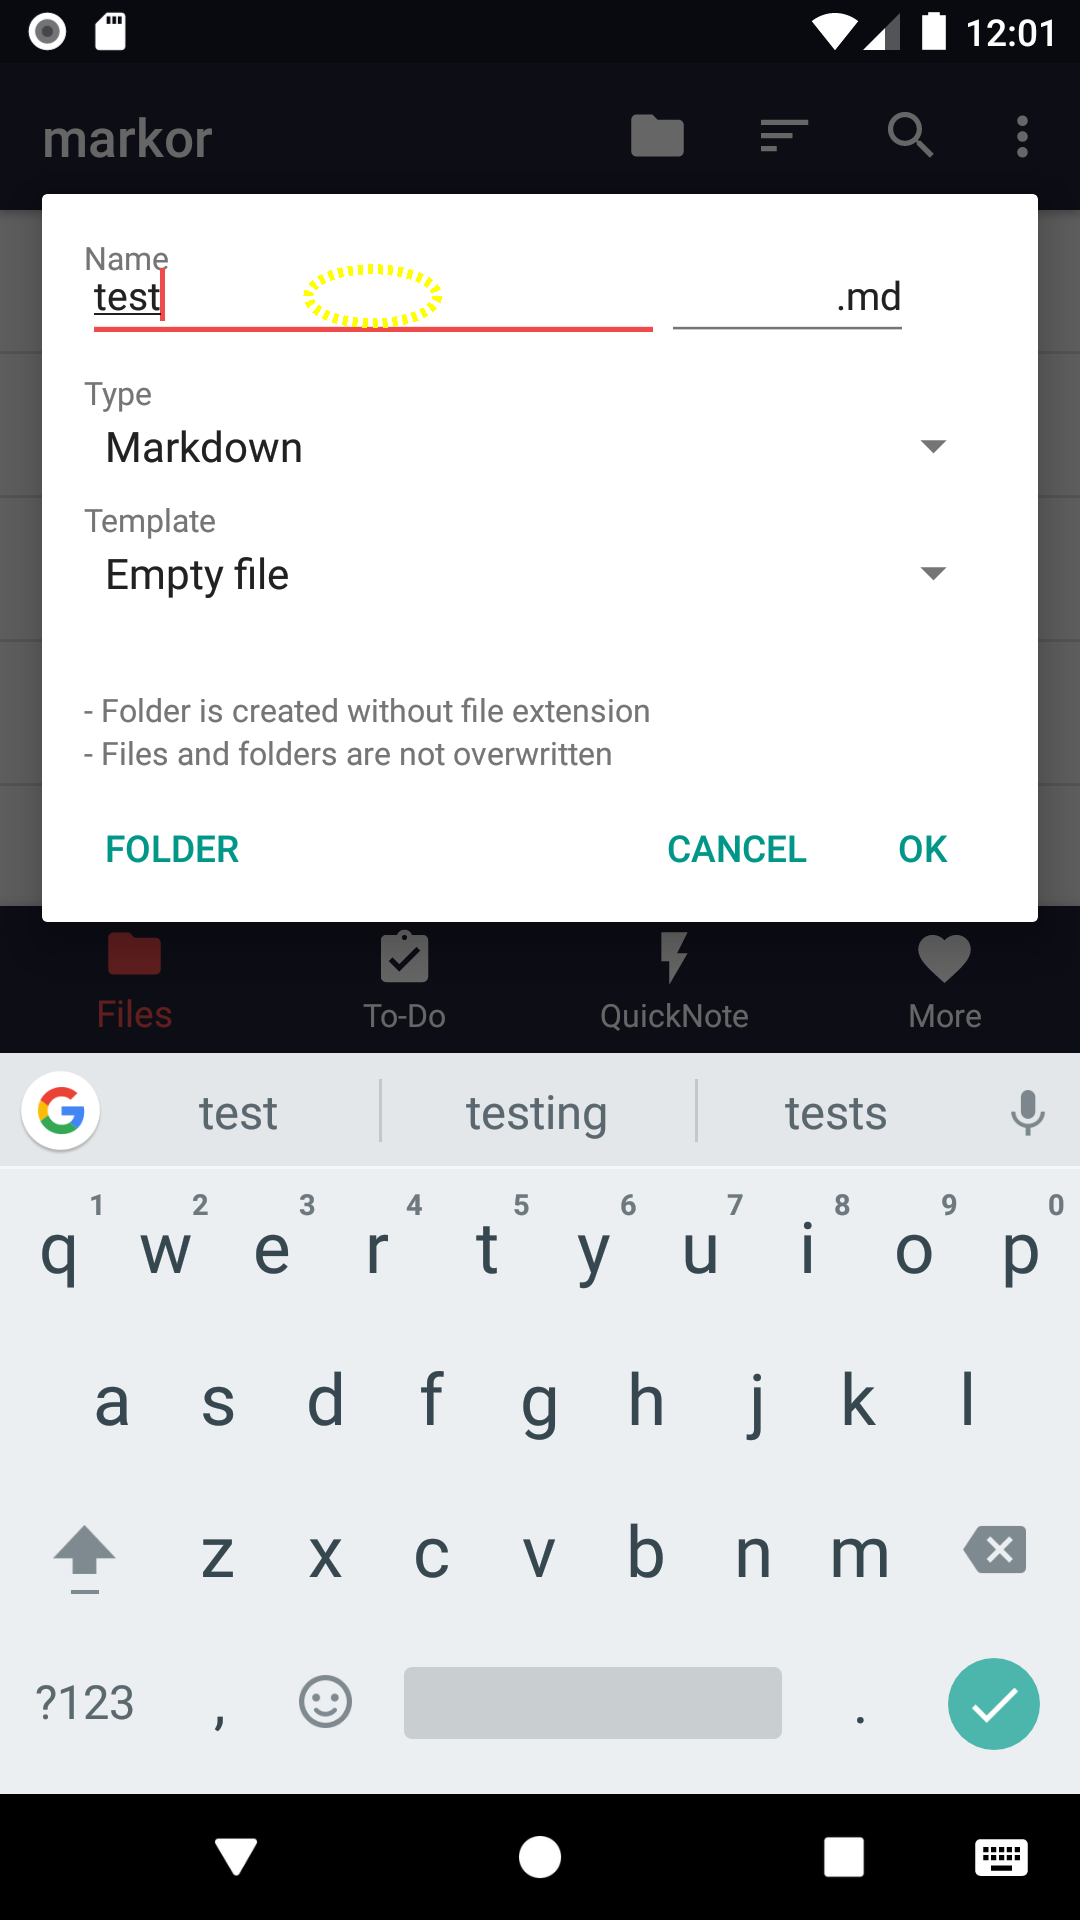 12:01
markor
Name
test .md
Type
Markdown
Template
Empty file
- Folder is created without file extension
- Files and folders are not overwritten
FOLDER CANCEL OK
Files To-Do QuickNote More
test testing tests
1 2 3 4 5 6 7 8 9 0
q w e r t y u i o p
a s d f g h j k l
z x c v b n m
?123 , .